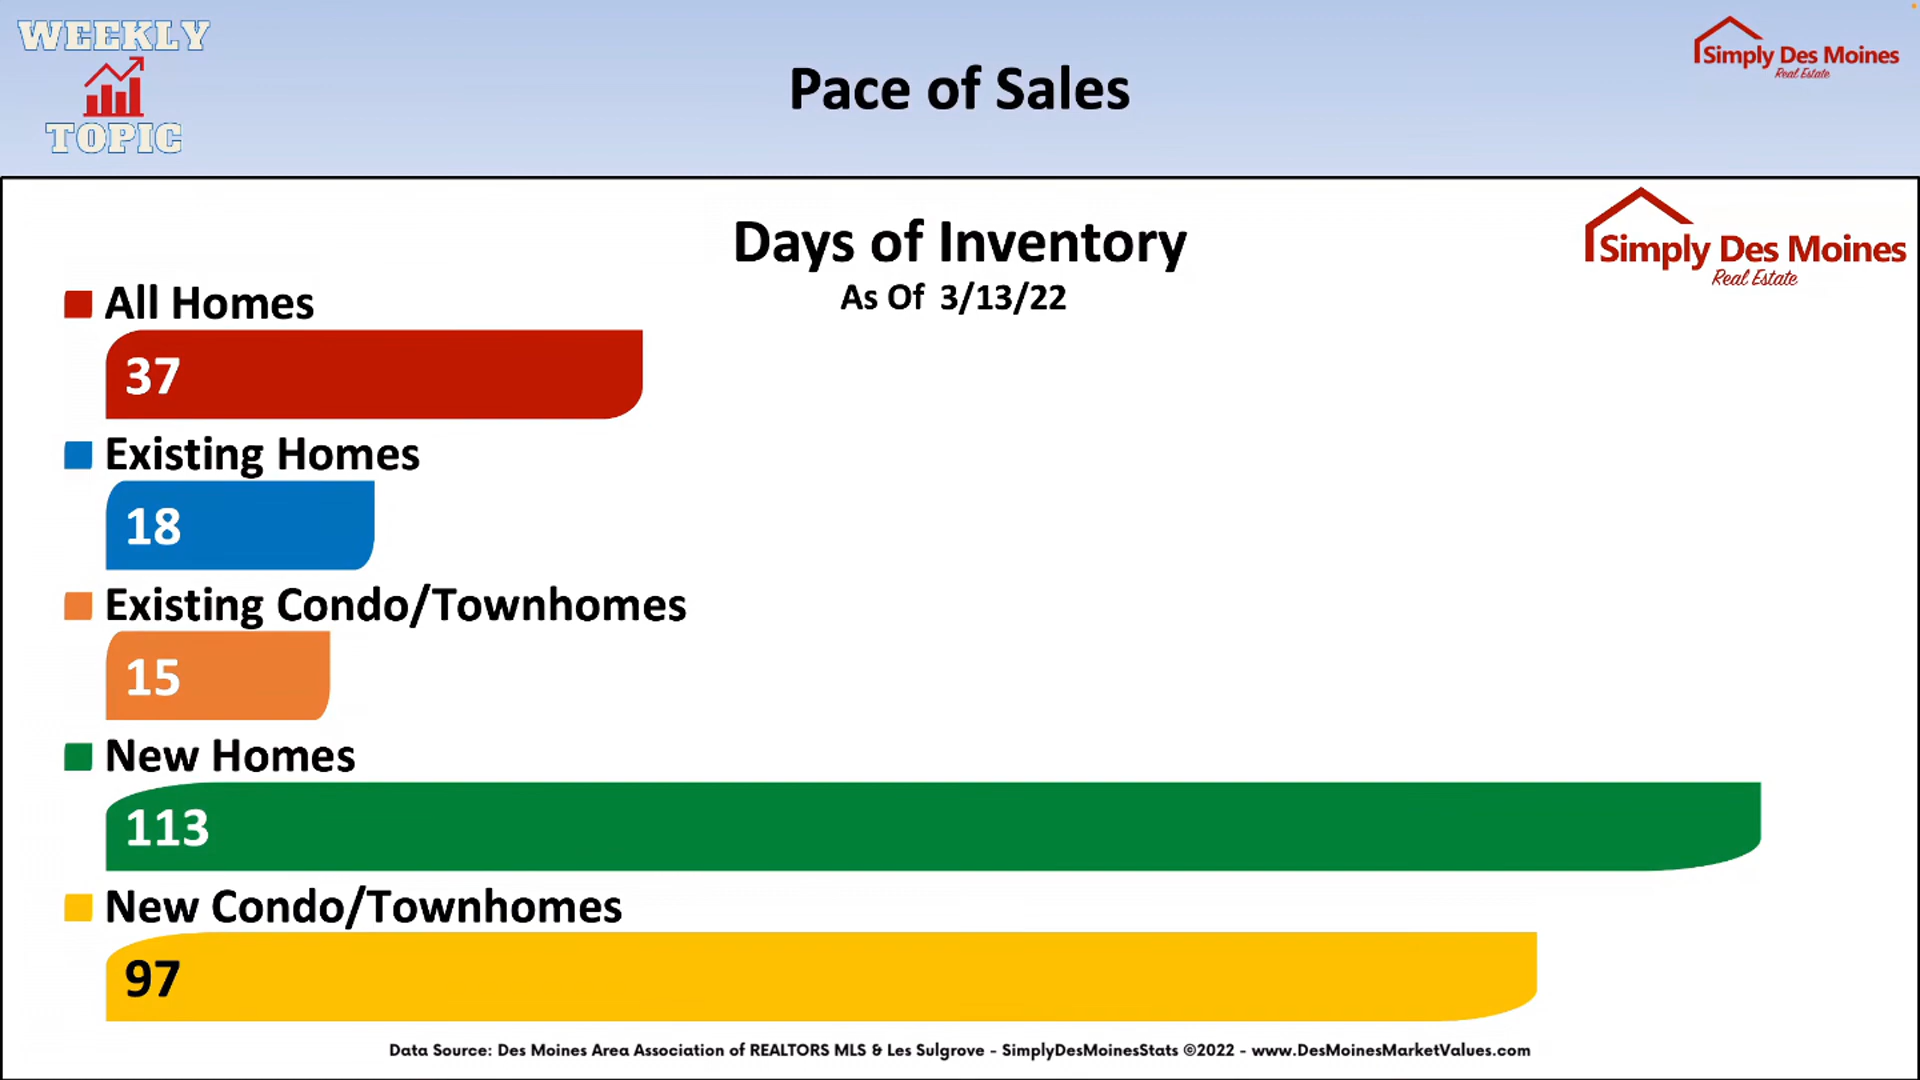 WEEKLY
TOPIC
Pace of Sales
Simply Des Moines
Real Estate
Days of Inventory
As Of 3/13/22
Simply Des Moines
Real Estate
All Homes
37
Existing Homes
18
Existing Condo/Townhomes
15
New Homes
113
New Condo/Townhomes
97
Data Source: Des Moines Area Association of REALTORS MLS & Les Sulgrove - SimplyDesMoinesStats ©2022 - www.DesMoinesMarketValues.com